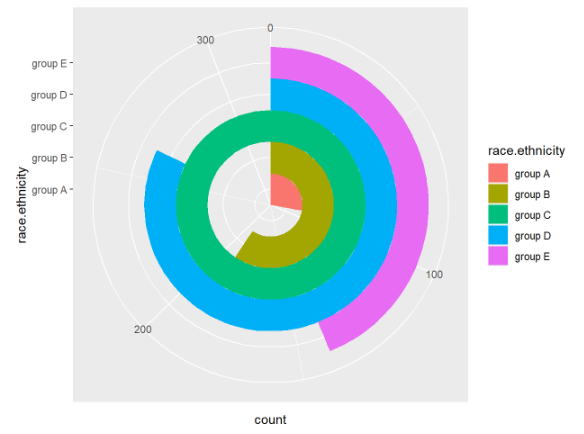 0
300
100
200
group E
group D
group C
group B
group A
race.ethnicity
count
race.ethnicity
group A
group B
group C
group D
group E